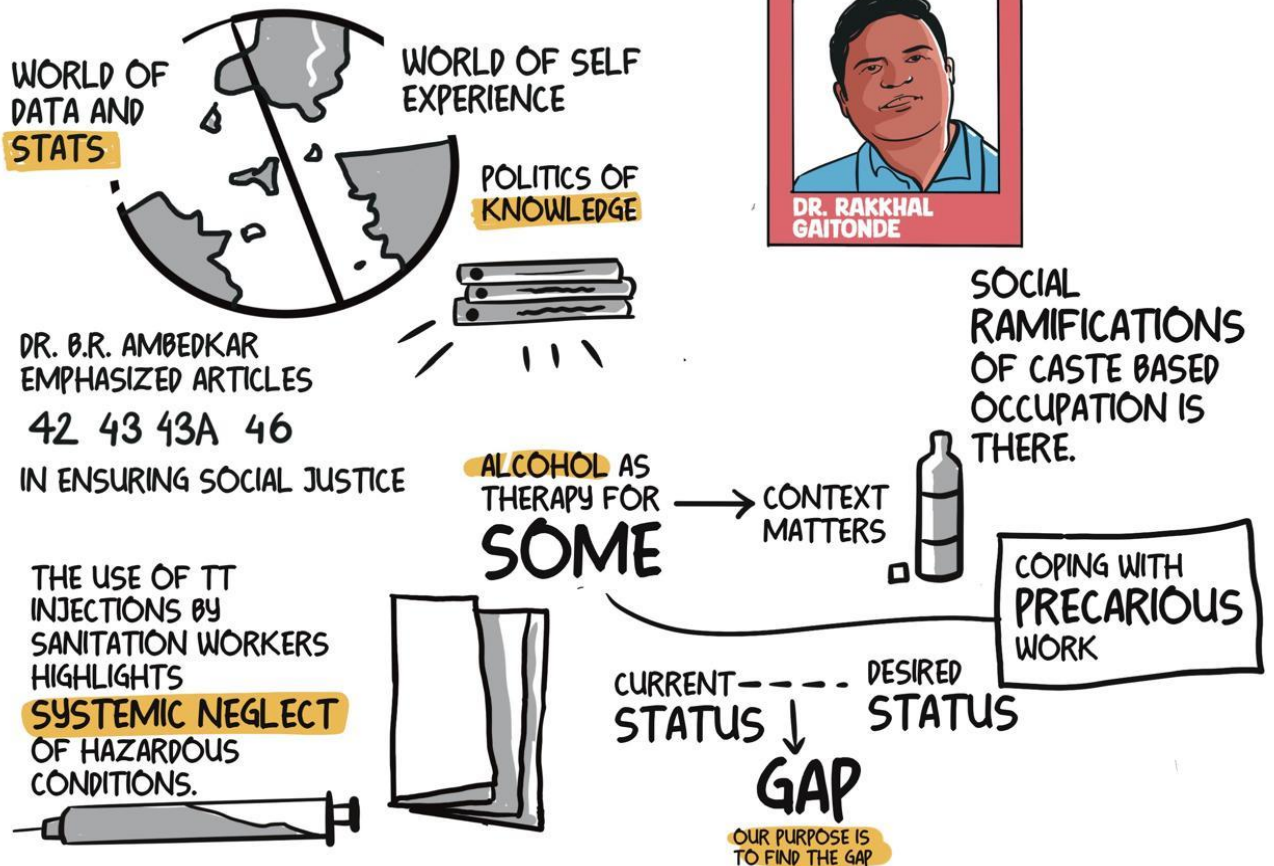 WORLD OF
DATA AND
STATS
WORLD OF SELF
EXPERIENCE
POLITICS OF
KNOWLEDGE
DR. RAKKHAL
GAITONDE
DR. B.R. AMBEDKAR
EMPHASIZED ARTICLES
42 43 43A 46
IN ENSURING SOCIAL JUSTICE
SOCIAL
RAMIFICATIONS
OF CASTE BASED
OCCUPATION IS
THERE.
ALCOHOL AS
THERAPY FOR
SOME
CONTEXT
MATTERS
COPING WITH
PRECARIOUS
WORK
THE USE OF TT
INJECTIONS BY
SANITATION WORKERS
HIGHLIGHTS
SYSTEMIC NEGLECT
OF HAZARDOUS
CONDITIONS.
CURRENT
STATUS
DESIRED
STATUS
GAP
OUR PURPOSE IS
TO FIND THE GAP